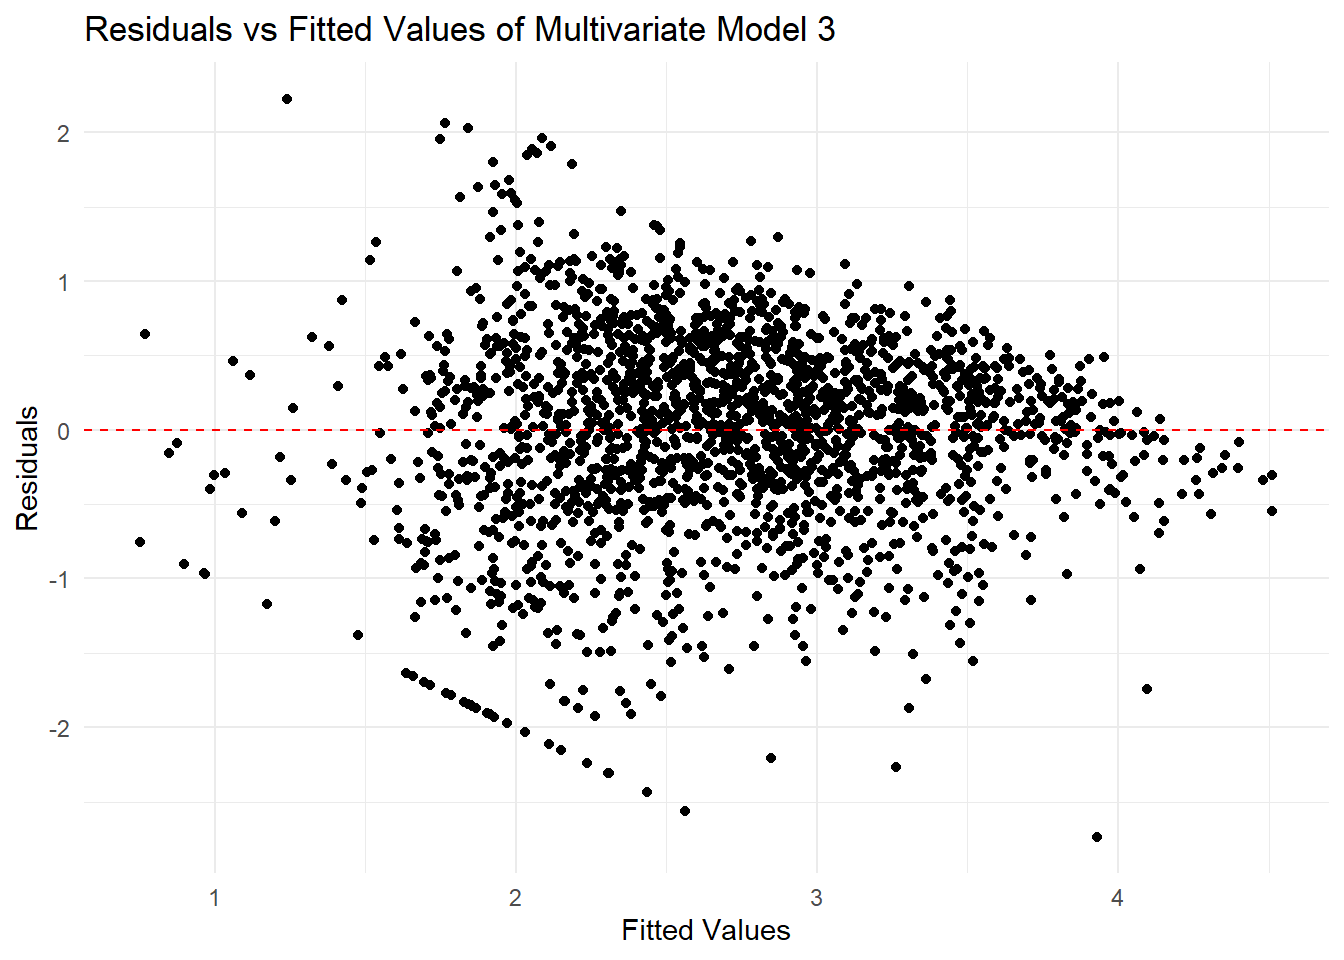 Residuals vs Fitted Values of Multivariate Model 3
2
1
0
-1
-2
Residuals
1 2 3 4
Fitted Values